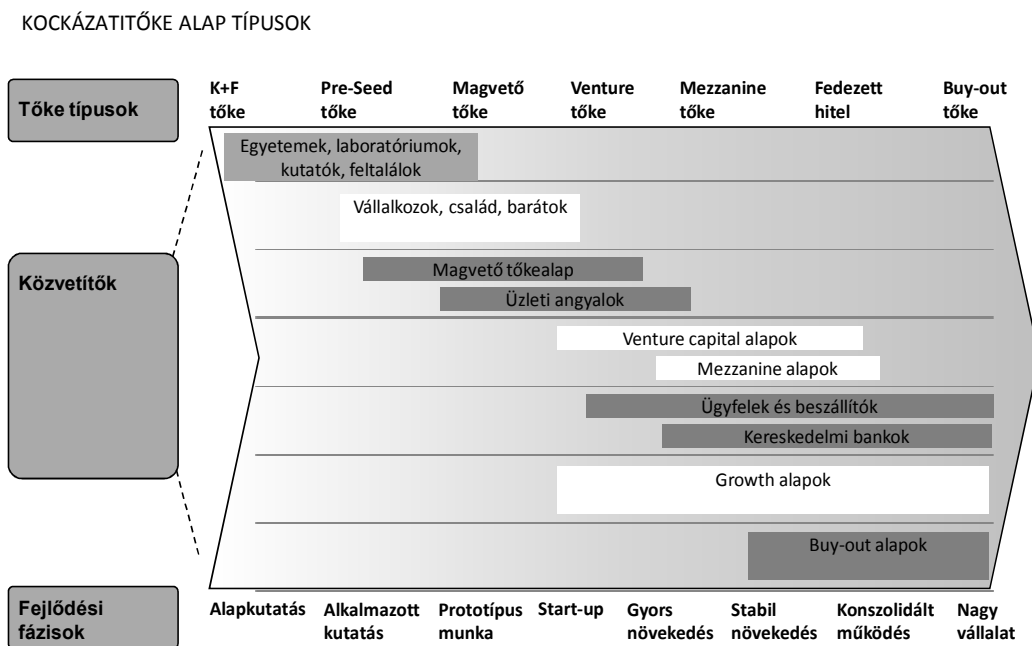 KOCKÁZATITŐKE ALAP TÍPUSOK
Tőke típusok
K+F
tőke
Pre-Seed
tőke
Magvető
tőke
Venture
tőke
Mezzanine
tőke
Fedezett
hitel
Buy-out
tőke
Egyetemek, laboratóriumok,
kutatók, feltalálok
Vállalkozok, család, barátok
Közvetítők
Magvető tőkealap
Üzleti angyalok
Venture capital alapok
Mezzanine alapok
Ügyfelek és beszállítók
Kereskedelmi bankok
Growth alapok
Buy-out alapok
Fejlődési
fázisok
Alapkutatás
Alkalmazott
kutatás
Prototípus
munka
Start-up
Gyors
növekedés
Stabil
növekedés
Konszolidált
működés
Nagy
vállalat